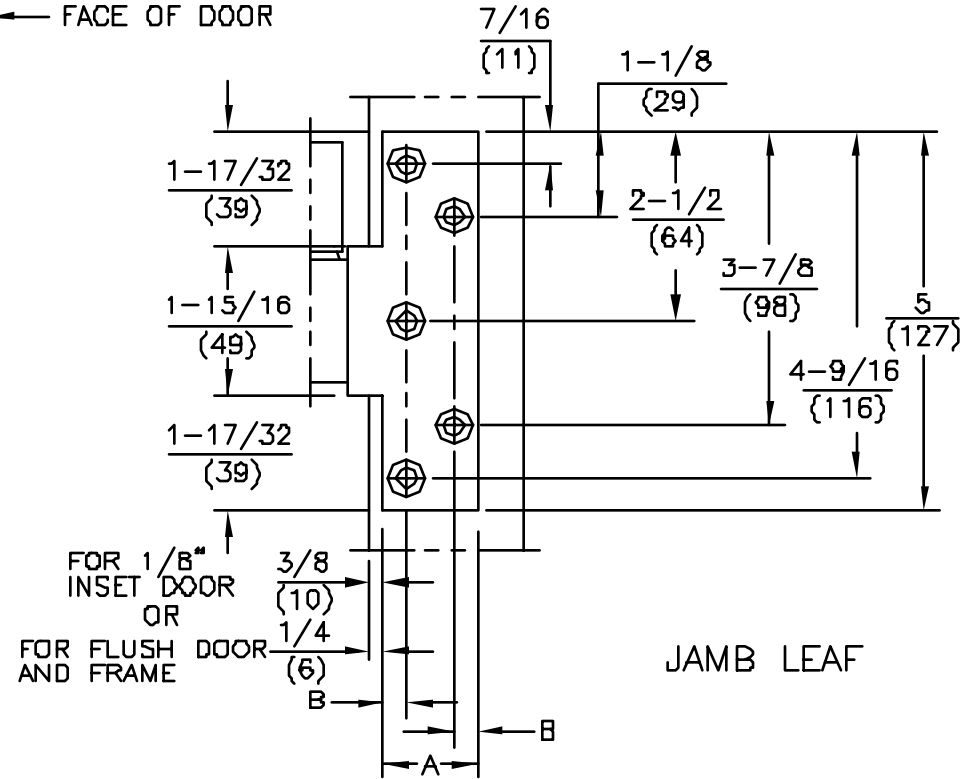 FACE OF DOOR
7/16
(11)
1-1/8
(29)
1-17/32
(39)
2-1/2
(64)
3-7/8
(98)
1-15/16
(49)
5
(127)
4-9/16
{116}
1-17/32
(39)
FOR 1/8"
INSET DOOR
OR
FOR FLUSH DOOR
AND FRAME
3/8
(10)
1/4
(6)
JAMB LEAF
B
B
A